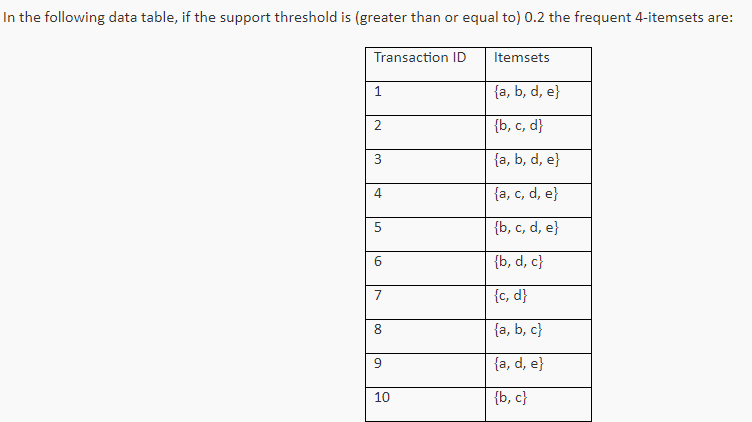 In the following data table, if the support threshold is (greater than or equal to) 0.2 the frequent 4-itemsets are:
Transaction ID Itemsets
1 {a, b, d, e}
2 {b, c, d}
3 {a, b, d, e}
4 {a, c, d, e}
5 {b, c, d, e}
6 {b, d, c}
7 {c, d}
8 {a, b, c}
9 {a, d, e}
10 {b, c}